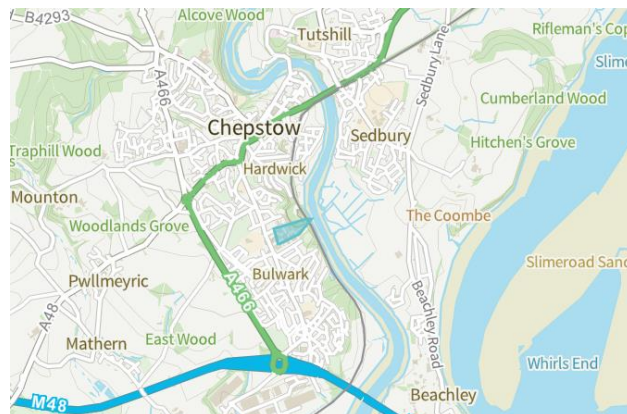 B4293
Alcove Wood
Tutshill
Rifleman's Cop
Slime
A466
Sedbury Lane
Cumberland Wood
Chepstow
Sedbury
Hitchen's Grove
Traphill Wood
Hardwick
Mounton
The Coombe
Woodlands Grove
Slimeroad Sand
A466
Bulwark
Pwllmeyric
A48
Beachley Road
East Wood
Mathern
Whirls End
M48
Beachley